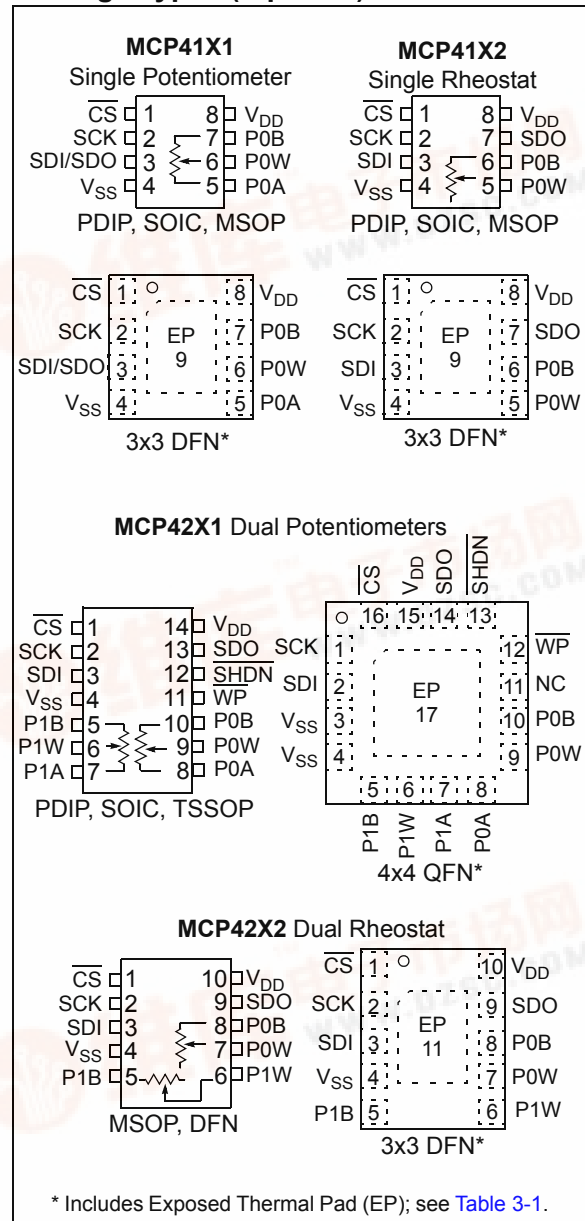 MCP41X1
Single Potentiometer
CS 1 8 VDD
SCK 2 7 P0B
SDI/SDO 3 6 P0W
VSS 4 5 P0A
PDIP, SOIC, MSOP
MCP41X2
Single Rheostat
CS 1 8 VDD
SCK 2 7 SDO
SDI 3 6 P0B
VSS 4 5 P0W
PDIP, SOIC, MSOP
CS 1 8 VDD
SCK 2 EP 7 P0B
SDI/SDO 3 9 6 P0W
VSS 4 5 P0A
3x3 DFN*
CS 1 8 VDD
SCK 2 EP 7 SDO
SDI 3 9 6 P0B
VSS 4 5 P0W
3x3 DFN*
MCP42X1 Dual Potentiometers
CS 1 14 VDD
SCK 2 13 SDO
SDI 3 12 SHDN
VSS 4 11 WP
P1B 5 10 P0B
P1W 6 9 P0W
P1A 7 8 P0A
PDIP, SOIC, TSSOP
CS VDD SDO SHDN
16 15 14 13
SCK 1 12 WP
SDI 2 EP 11 NC
VSS 3 17 10 P0B
VSS 4 9 P0W
5 6 7 8
P1B P1W P1A P0A
4x4 QFN*
MCP42X2 Dual Rheostat
CS 1 10 VDD
SCK 2 9 SDO
SDI 3 8 P0B
VSS 4 7 P0W
P1B 5 6 P1W
MSOP, DFN
CS 1 10 VDD
SCK 2 EP 9 SDO
SDI 3 11 8 P0B
VSS 4 7 P0W
P1B 5 6 P1W
3x3 DFN*
* Includes Exposed Thermal Pad (EP); see Table 3-1.